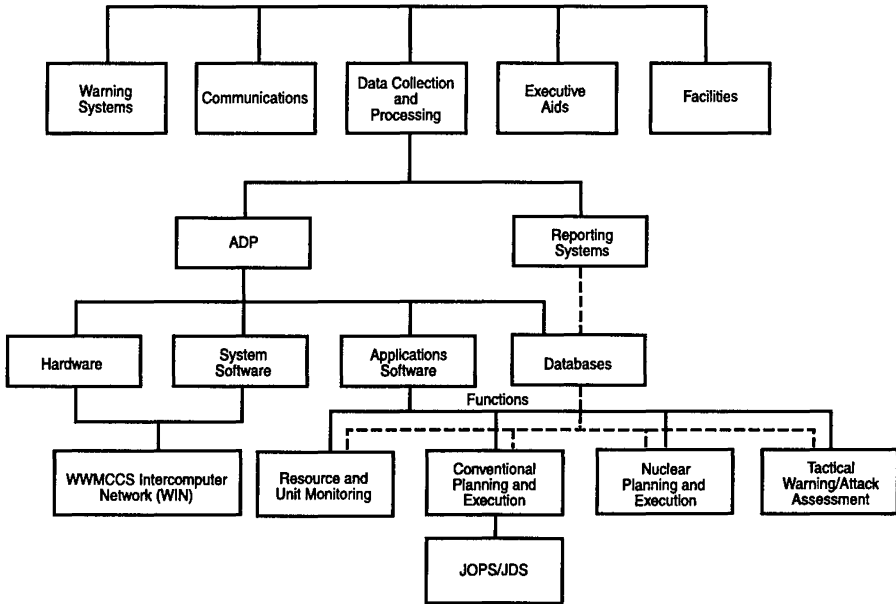 Warning
Systems
Communications
Data Collection
and
Processing
Executive
Aids
Facilities
ADP
Reporting
Systems
Hardware
System
Software
Applications
Software
Databases
Functions
WWMCCS Intercomputer
Network (WIN)
Resource and
Unit Monitoring
Conventional
Planning and
Execution
Nuclear
Planning and
Execution
Tactical
Warning/Attack
Assessment
JOPS/JDS